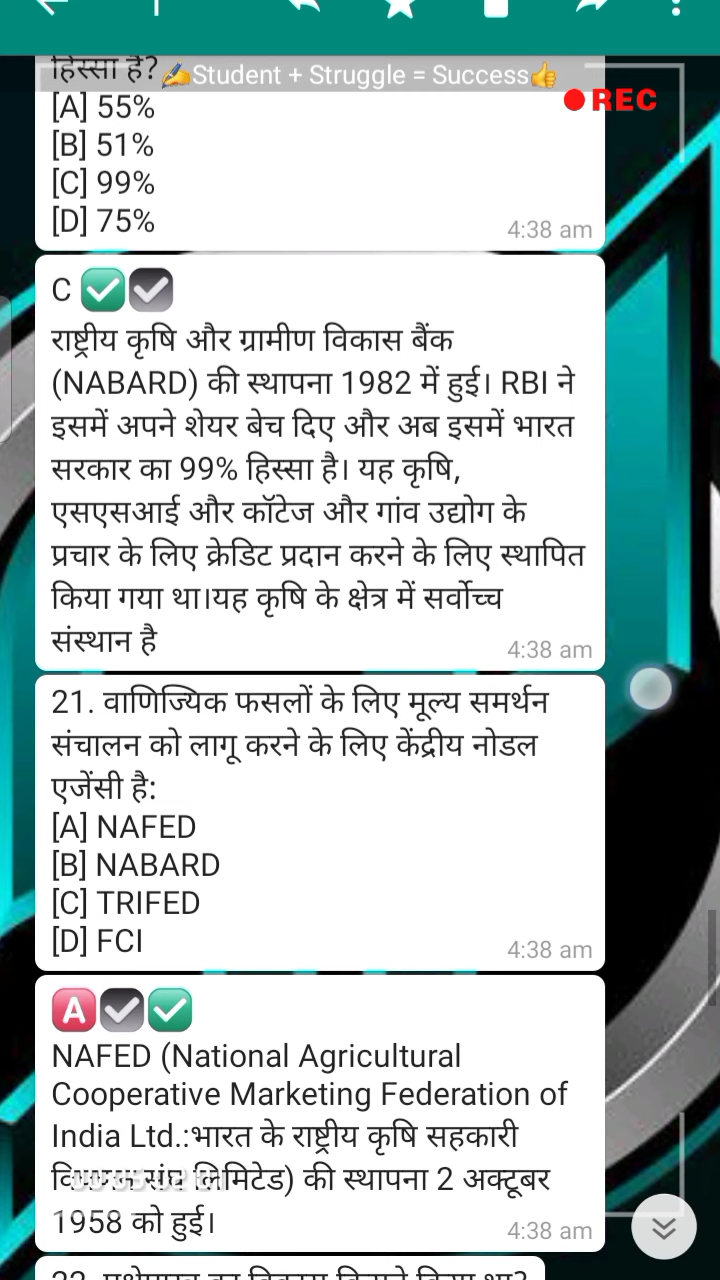 हिस्सा है?
✍️Student + Struggle = Success👍
REC
[A] 55%
[B] 51%
[C] 99%
[D] 75%
4:38 am
C ✅✔
राष्ट्रीय कृषि और ग्रामीण विकास बैंक
(NABARD) की स्थापना 1982 में हुई। RBI ने
इसमें अपने शेयर बेच दिए और अब इसमें भारत
सरकार का 99% हिस्सा है। यह कृषि,
एसएसआई और कॉटेज और गांव उद्योग के
प्रचार के लिए क्रेडिट प्रदान करने के लिए स्थापित
किया गया था।यह कृषि के क्षेत्र में सर्वोच्च
संस्थान है
4:38 am
21. वाणिज्यिक फसलों के लिए मूल्य समर्थन
संचालन को लागू करने के लिए केंद्रीय नोडल
एजेंसी है:
[A] NAFED
[B] NABARD
[C] TRIFED
[D] FCI
4:38 am
🅰✔✅
NAFED (National Agricultural
Cooperative Marketing Federation of
India Ltd.:भारत के राष्ट्रीय कृषि सहकारी
संघ लिमिटेड) की स्थापना 2 अक्टूबर
1958 को हुई।
4:38 am